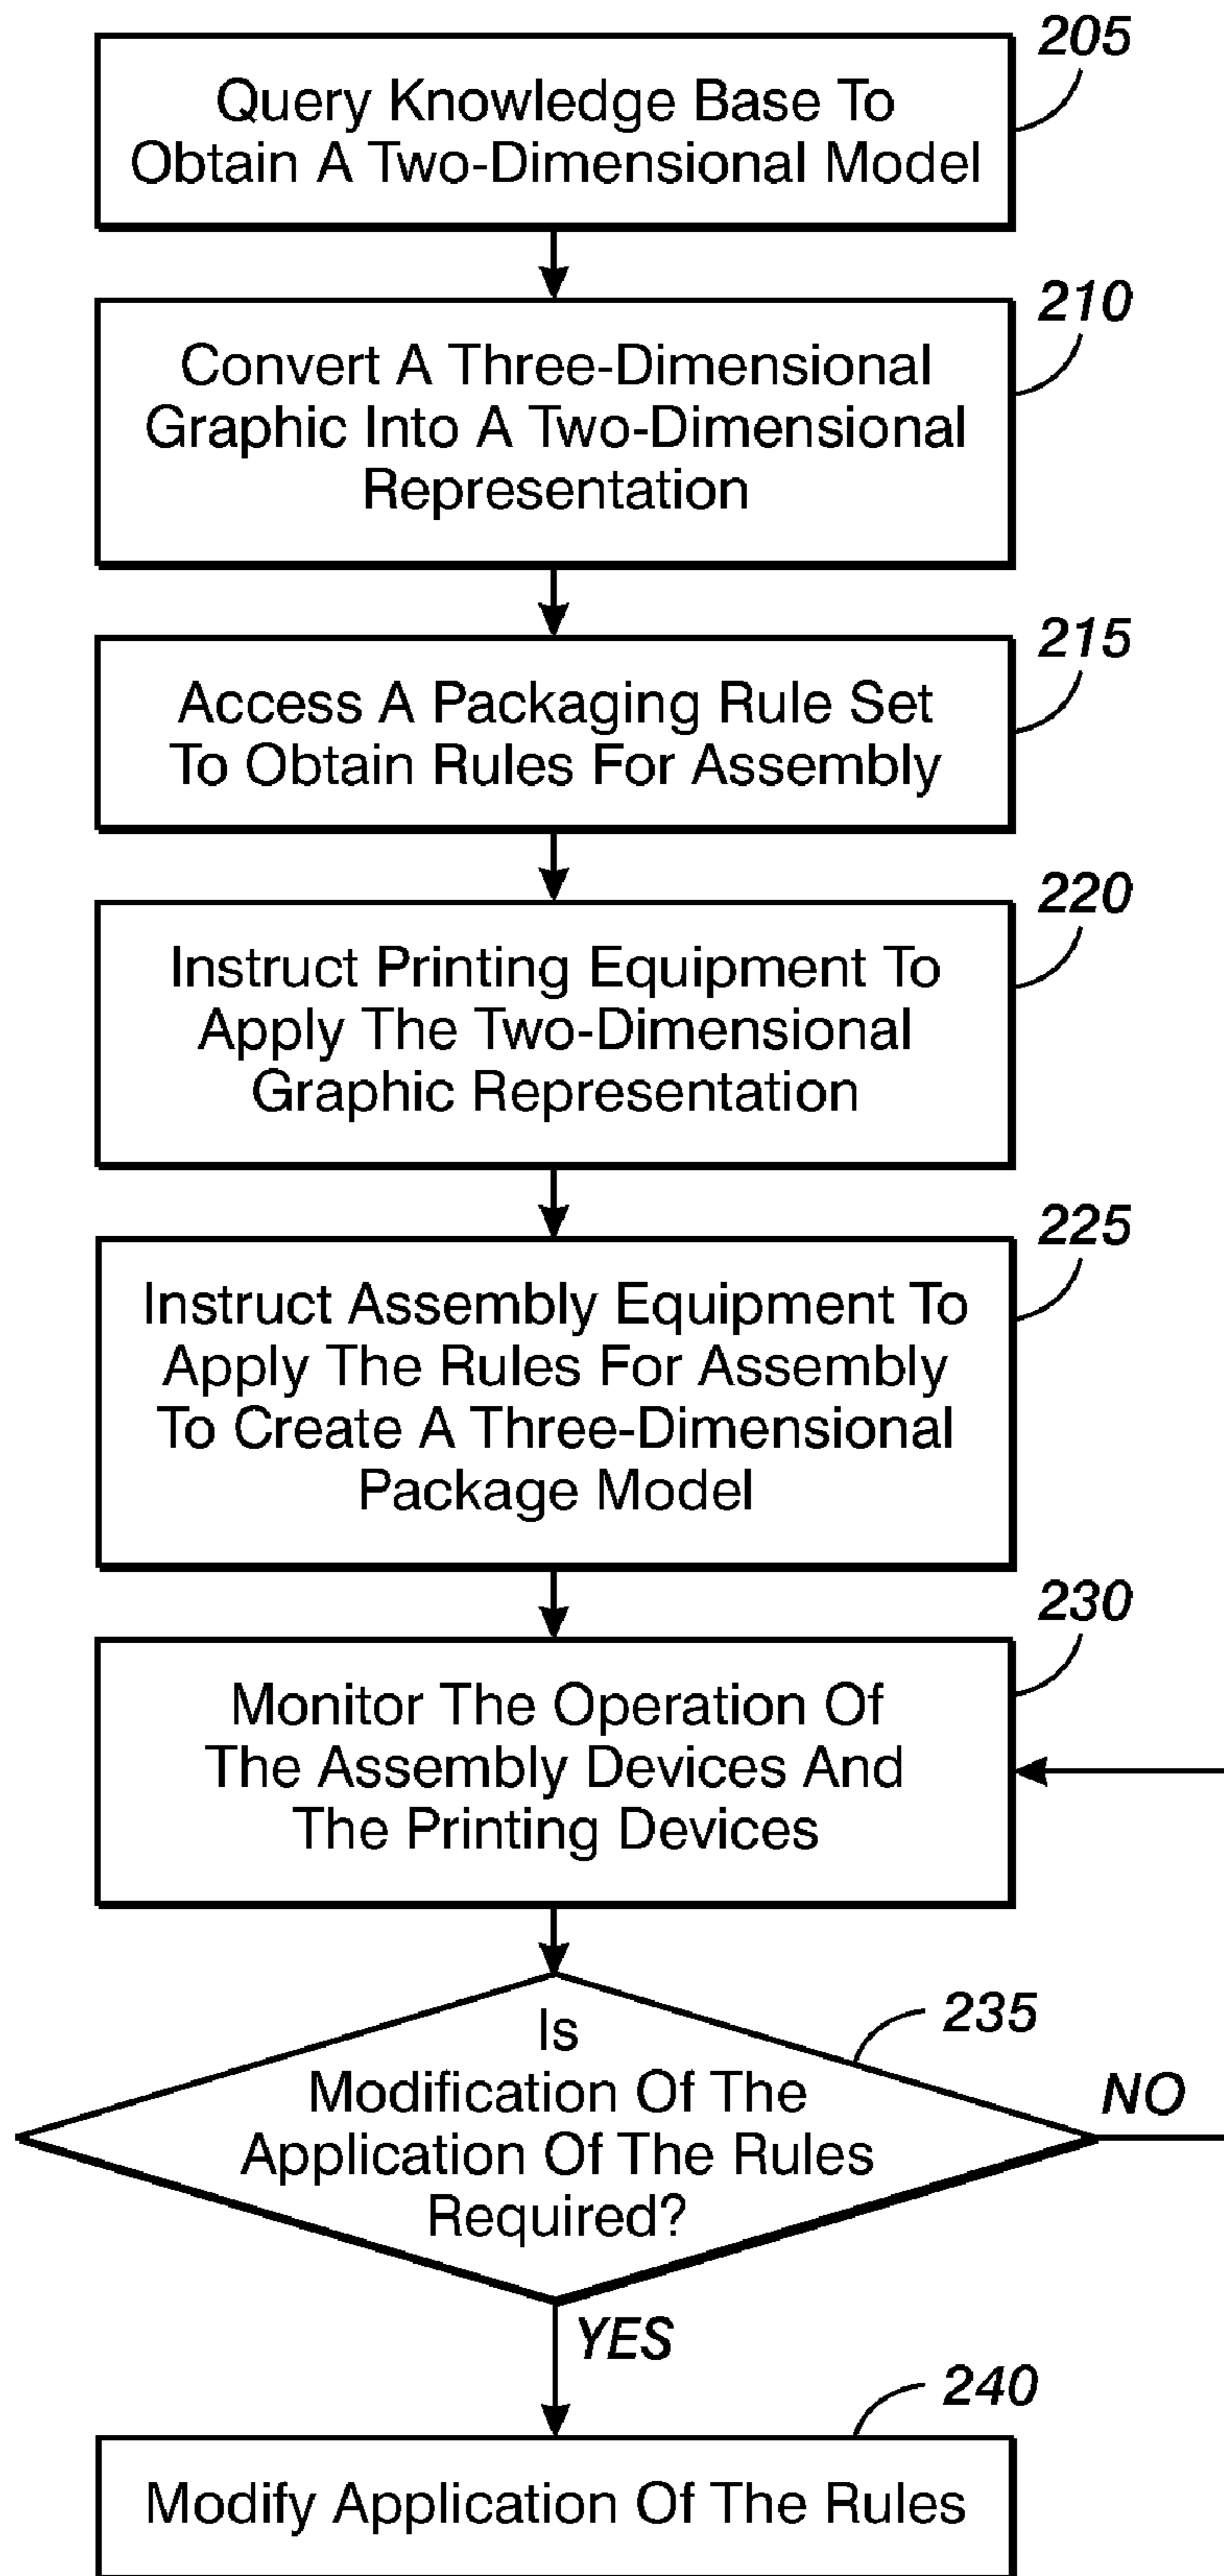 205
Query Knowledge Base To
Obtain A Two-Dimensional Model
210
Convert A Three-Dimensional
Graphic Into A Two-Dimensional
Representation
215
Access A Packaging Rule Set
To Obtain Rules For Assembly
220
Instruct Printing Equipment To
Apply The Two-Dimensional
Graphic Representation
225
Instruct Assembly Equipment To
Apply The Rules For Assembly
To Create A Three-Dimensional
Package Model
230
Monitor The Operation Of
The Assembly Devices And
The Printing Devices
235
Is
Modification Of The
Application Of The Rules
Required?
NO
YES
240
Modify Application Of The Rules